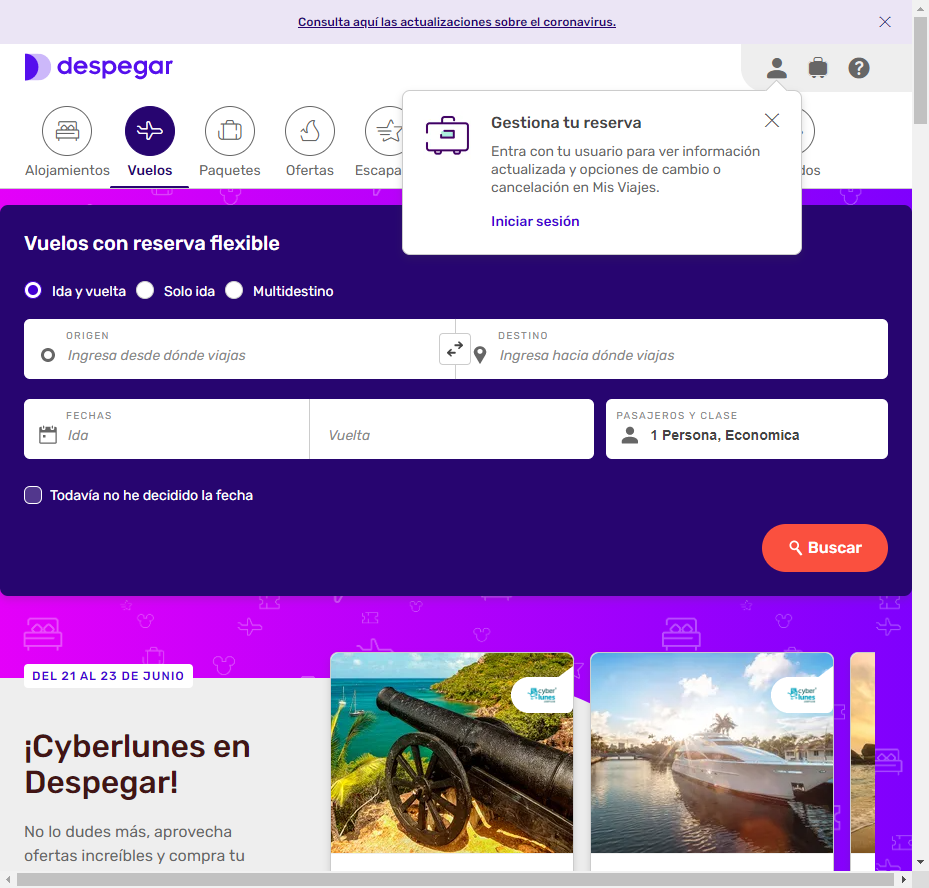 Consulta aquí las actualizaciones sobre el coronavirus.
despegar
Alojamientos
Vuelos
Paquetes
Ofertas
Escapa
dos
Gestiona tu reserva
Entra con tu usuario para ver información
actualizada y opciones de cambio o
cancelación en Mis Viajes.
Iniciar sesión
Vuelos con reserva flexible
Ida y vuelta
Solo ida
Multidestino
ORIGEN
Ingresa desde dónde viajas
DESTINO
Ingresa hacia dónde viajas
FECHAS
Ida
Vuelta
PASAJEROS Y CLASE
1 Persona, Economica
Todavía no he decidido la fecha
Buscar
DEL 21 AL 23 DE JUNIO
cyber
lunes
cyber
lunes
¡Cyberlunes en
Despegar!
No lo dudes más, aprovecha
ofertas increíbles y compra tu